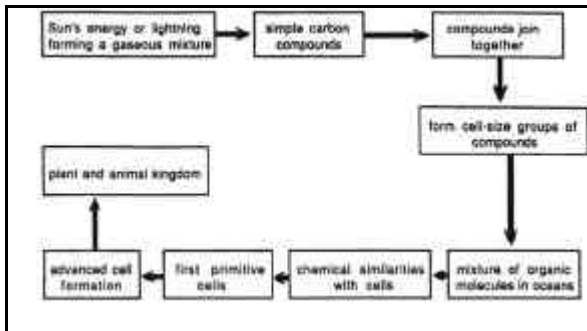 Sun's energy or lightning
forming a gaseous mixture
simple carbon
compounds
compounds join
together
form cell-size groups of
compounds
mixture of organic
molecules in oceans
chemical similarities
with cells
first primitive
cells
advanced cell
formation
plant and animal kingdom